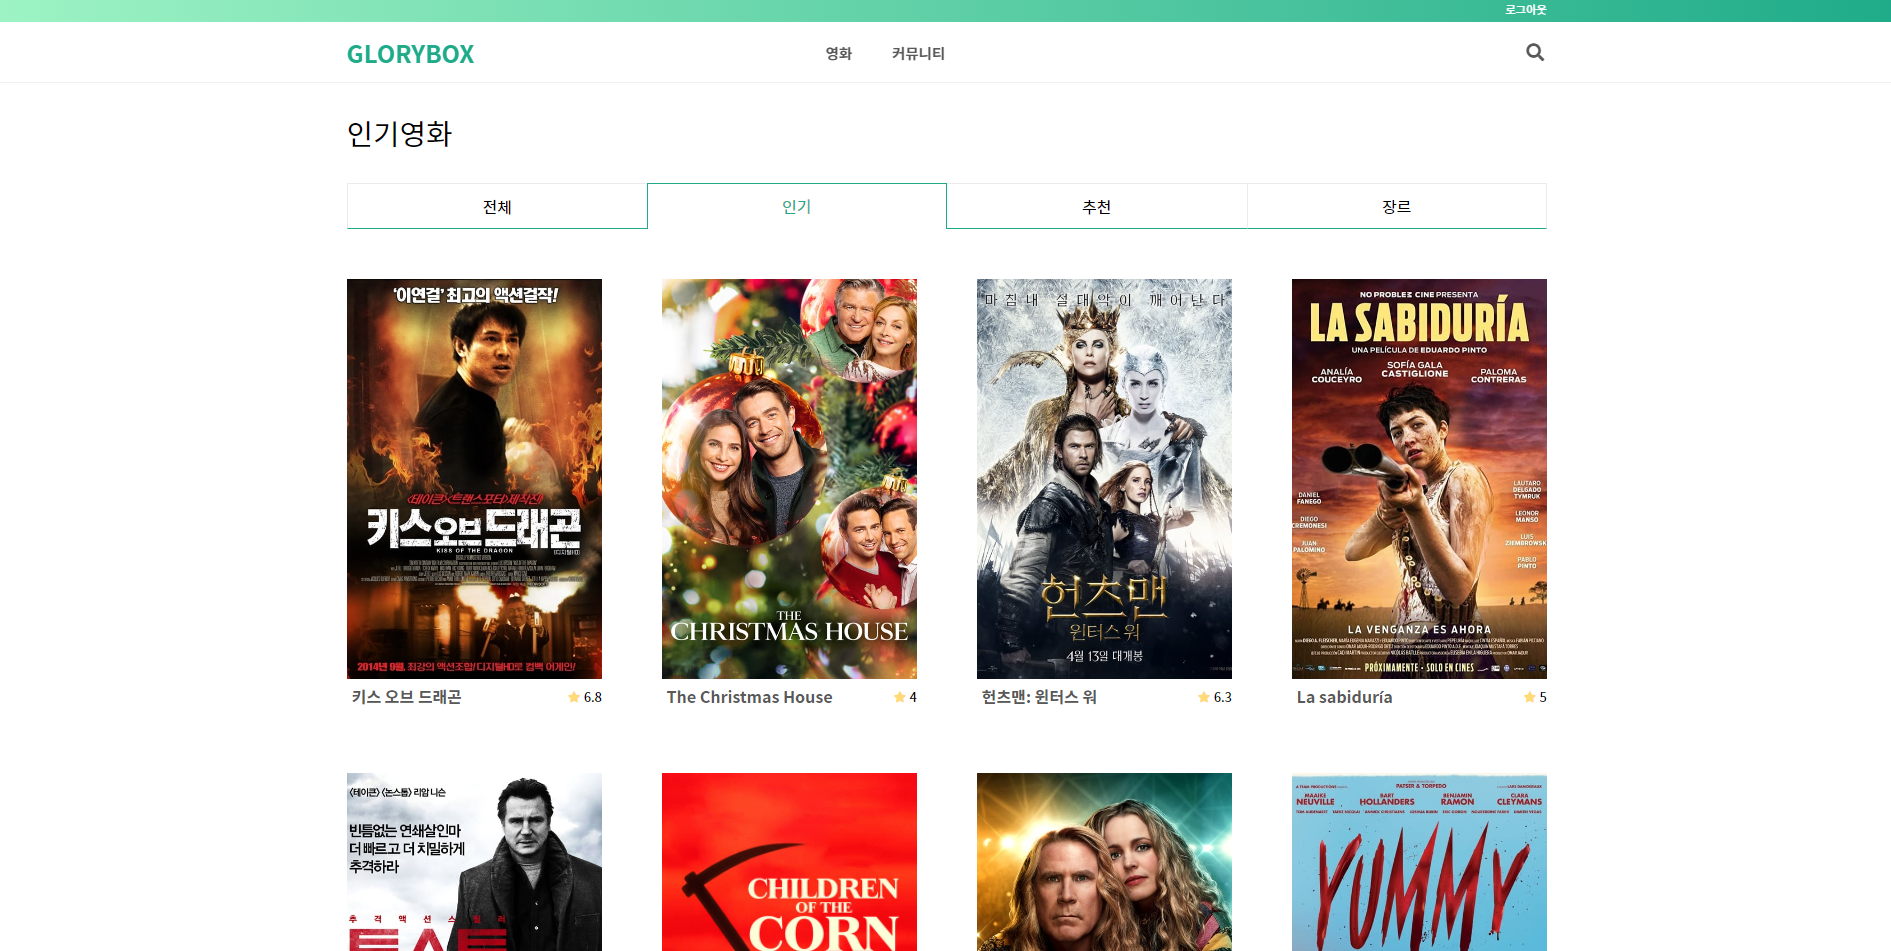 로그아웃
GLORYBOX
영화
커뮤니티
인기영화
전체
인기
추천
장르
'이연걸' 최고의 액션걸작!
<테이큰> <트랜스포터> 제작진!
키스 오브 드래곤
KISS OF THE DRAGON
(디지털HD)
2014년 9월, 최강의 액션조합! 디지털HD로 컴백 어게인!
키스 오브 드래곤
6.8
THE
CHRISTMAS HOUSE
The Christmas House
4
마침내 절대악이 깨어난다
헌츠맨
윈터스 워
4월 13일 대개봉
헌츠맨: 윈터스 워
6.3
NO PROBLEM CINE PRESENTA
LA SABIDURÍA
UNA PELÍCULA DE EDUARDO PINTO
ANALÍA
COUCEYRO
SOFÍA GALA
CASTIGLIONE
PALOMA
CONTRERAS
DANIEL
FANEGO
DIEGO
CREMONESI
JUAN
PALOMINO
LAUTARO
DELGADO
TYMRUK
LEONOR
MANSO
LUIS
ZIEMBROWSK
PABLO
PINTO
LA VENGANZA ES AHORA
PRÓXIMAMENTE - SOLO EN CINES
La sabiduría
5
<테이큰> <논스톱> 리암 니슨
빈틈없는 연쇄살인마
더 빠르고 더 치밀하게
추격하라
추격액션스릴러
CHILDREN
OF THE
CORN
PATSER & TORPEDO
MAAIKE
NEUVILLE
BART
HOLLANDERS
BENJAMIN
RAMON
CLARA
CLEYMANS
YUMMY